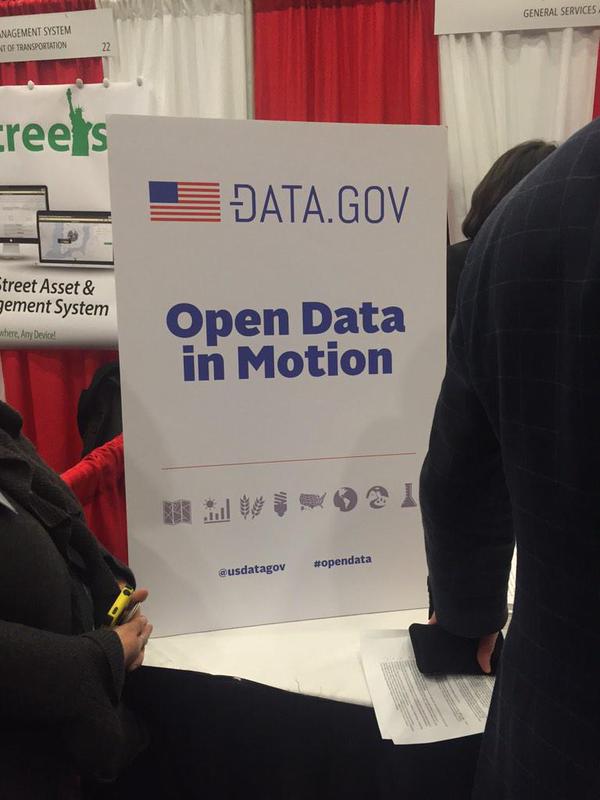 ANAGEMENT SYSTEM
NT OF TRANSPORTATION
22
GENERAL SERVICES
treets
Street Asset &
gement System
where, Any Device!
DATA.GOV
Open Data
in Motion
@usdatagov #opendata